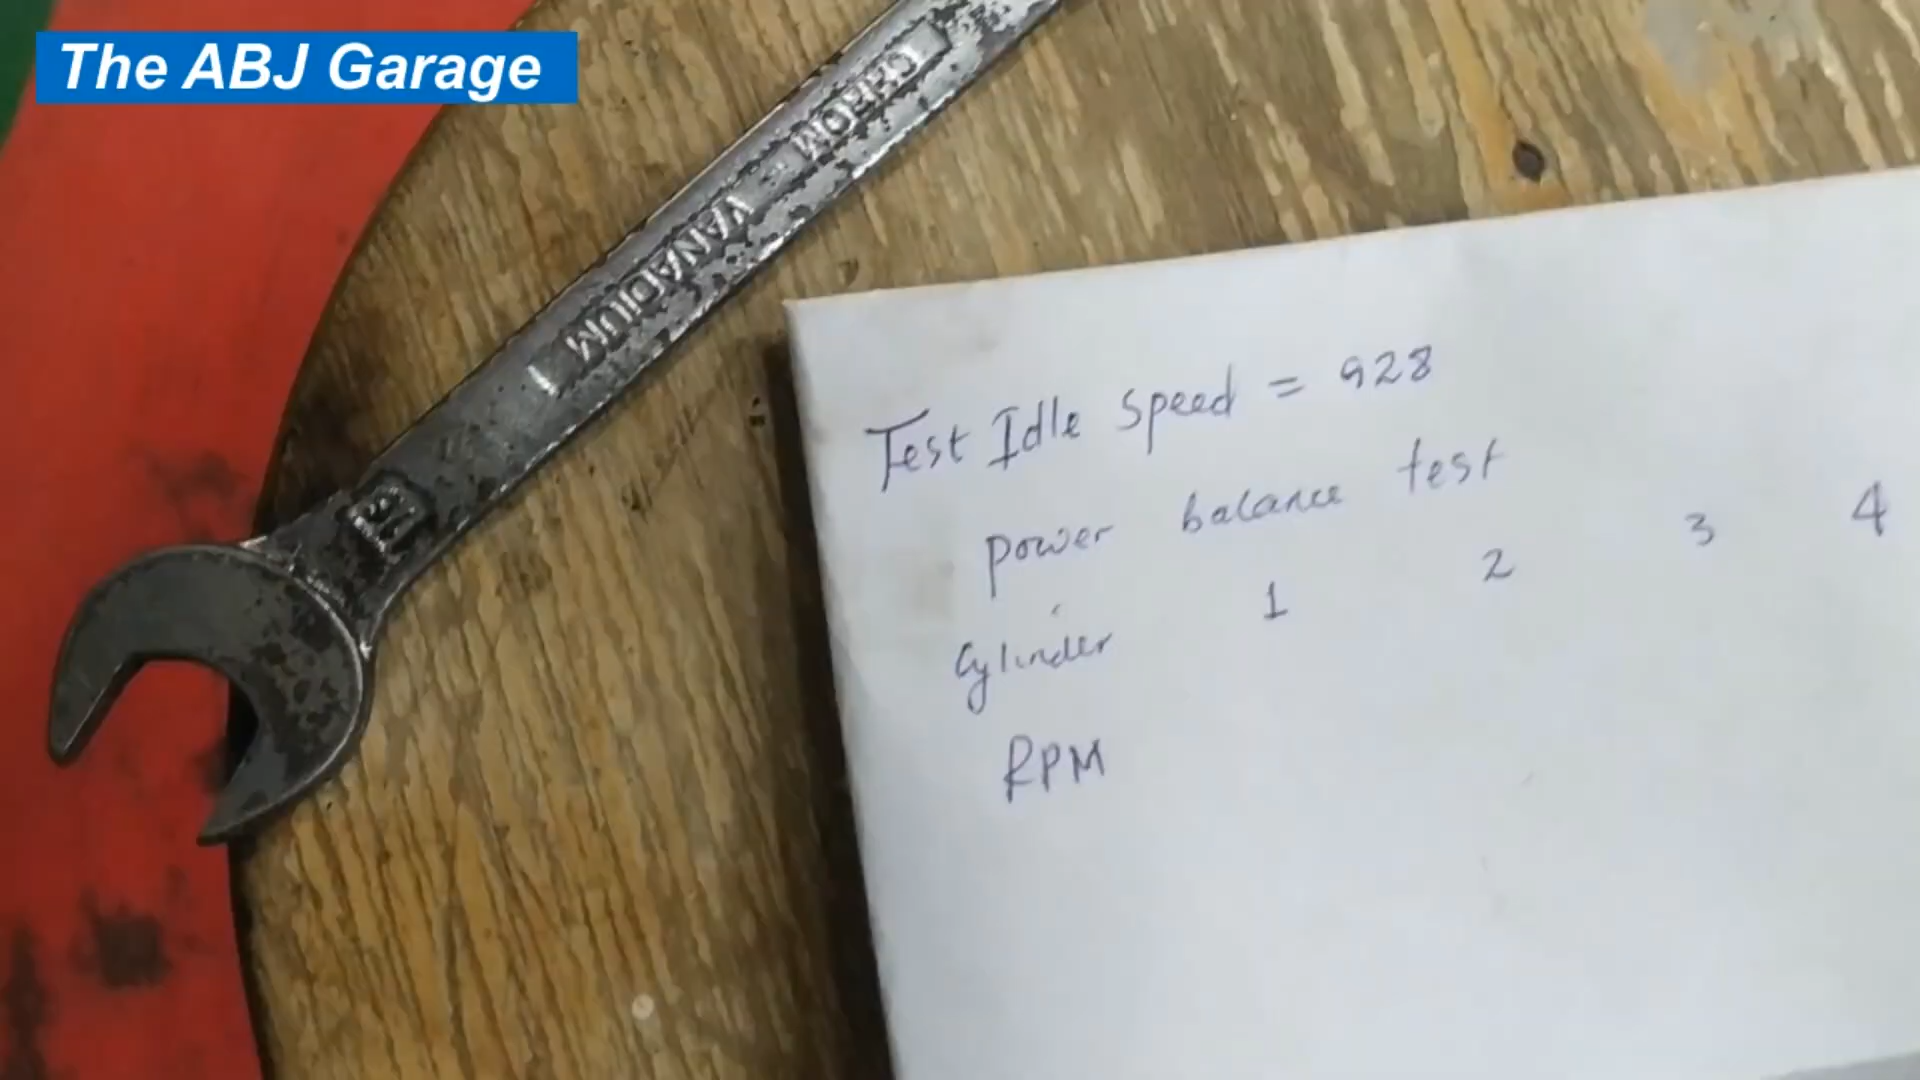 The ABJ Garage
CHROM VANADIUM
Test Idle Speed = 928
power balance test
Cylinder 1 2 3 4
RPM